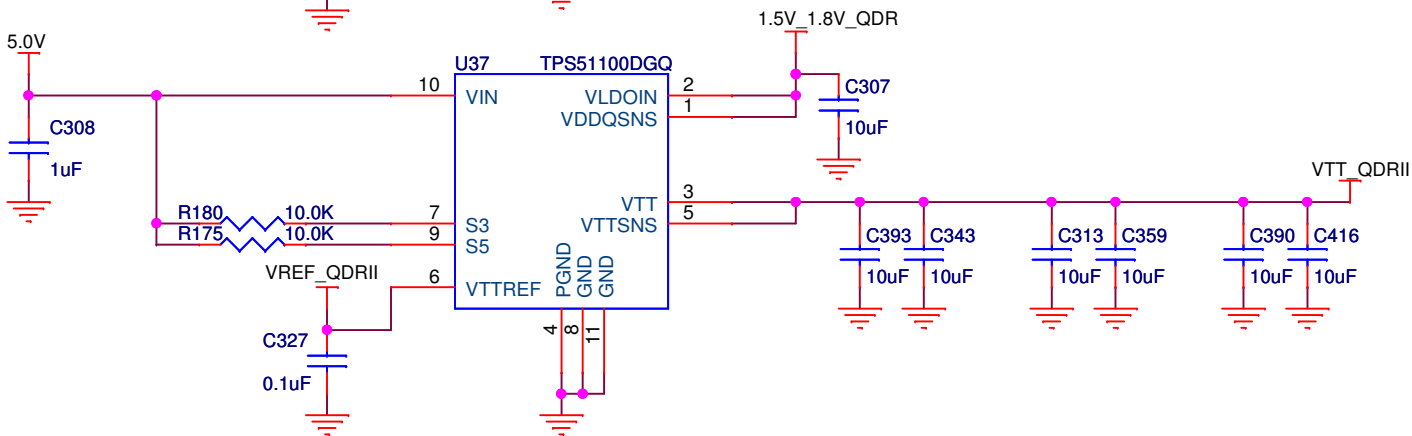 1.5V_1.8V_QDR
5.0V
U37 TPS51100DGQ
10 VIN VLDOIN 2
VDDQSNS 1
C307
10uF
C308
1uF
VTT_QDRII
VTT 3
R180 10.0K 7 S3 VTTSNS 5
R175 10.0K 9 S5
C393 C343 C313 C359 C390 C416
10uF 10uF 10uF 10uF 10uF 10uF
VREF_QDRII
6 VTTREF PGND GND GND
4 8 11
C327
0.1uF